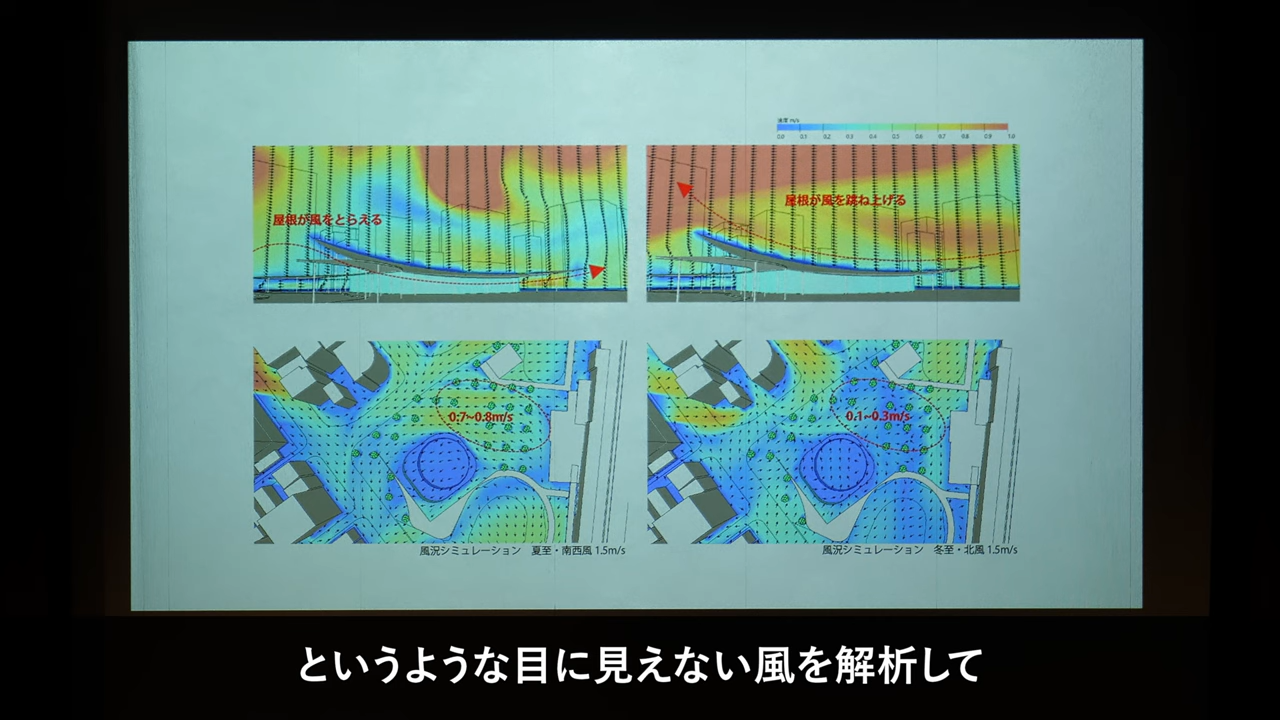 速度 m/s
0.0 0.1 0.2 0.3 0.4 0.5 0.6 0.7 0.8 0.9 1.0
屋根が風をとらえる
屋根が風を跳ね上げる
0.7~0.8m/s
0.1~0.3m/s
風況シミュレーション 夏至・南西風 1.5m/s
風況シミュレーション 冬至・北風 1.5m/s
というような目に見えない風を解析して